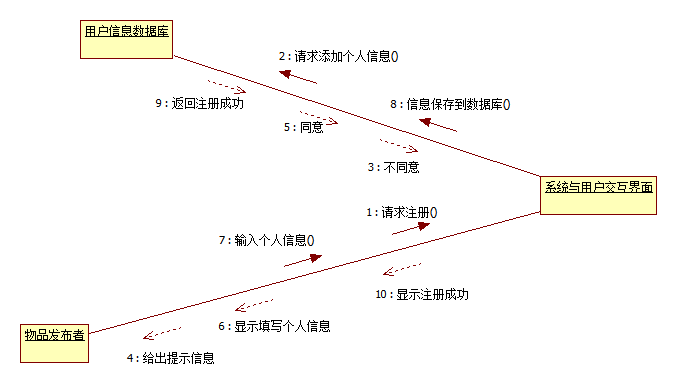 用户信息数据库
2 : 请求添加个人信息()
9 : 返回注册成功
8 : 信息保存到数据库()
5 : 同意
3 : 不同意
系统与用户交互界面
1 : 请求注册()
7 : 输入个人信息()
10 : 显示注册成功
6 : 显示填写个人信息
物品发布者
4 : 给出提示信息